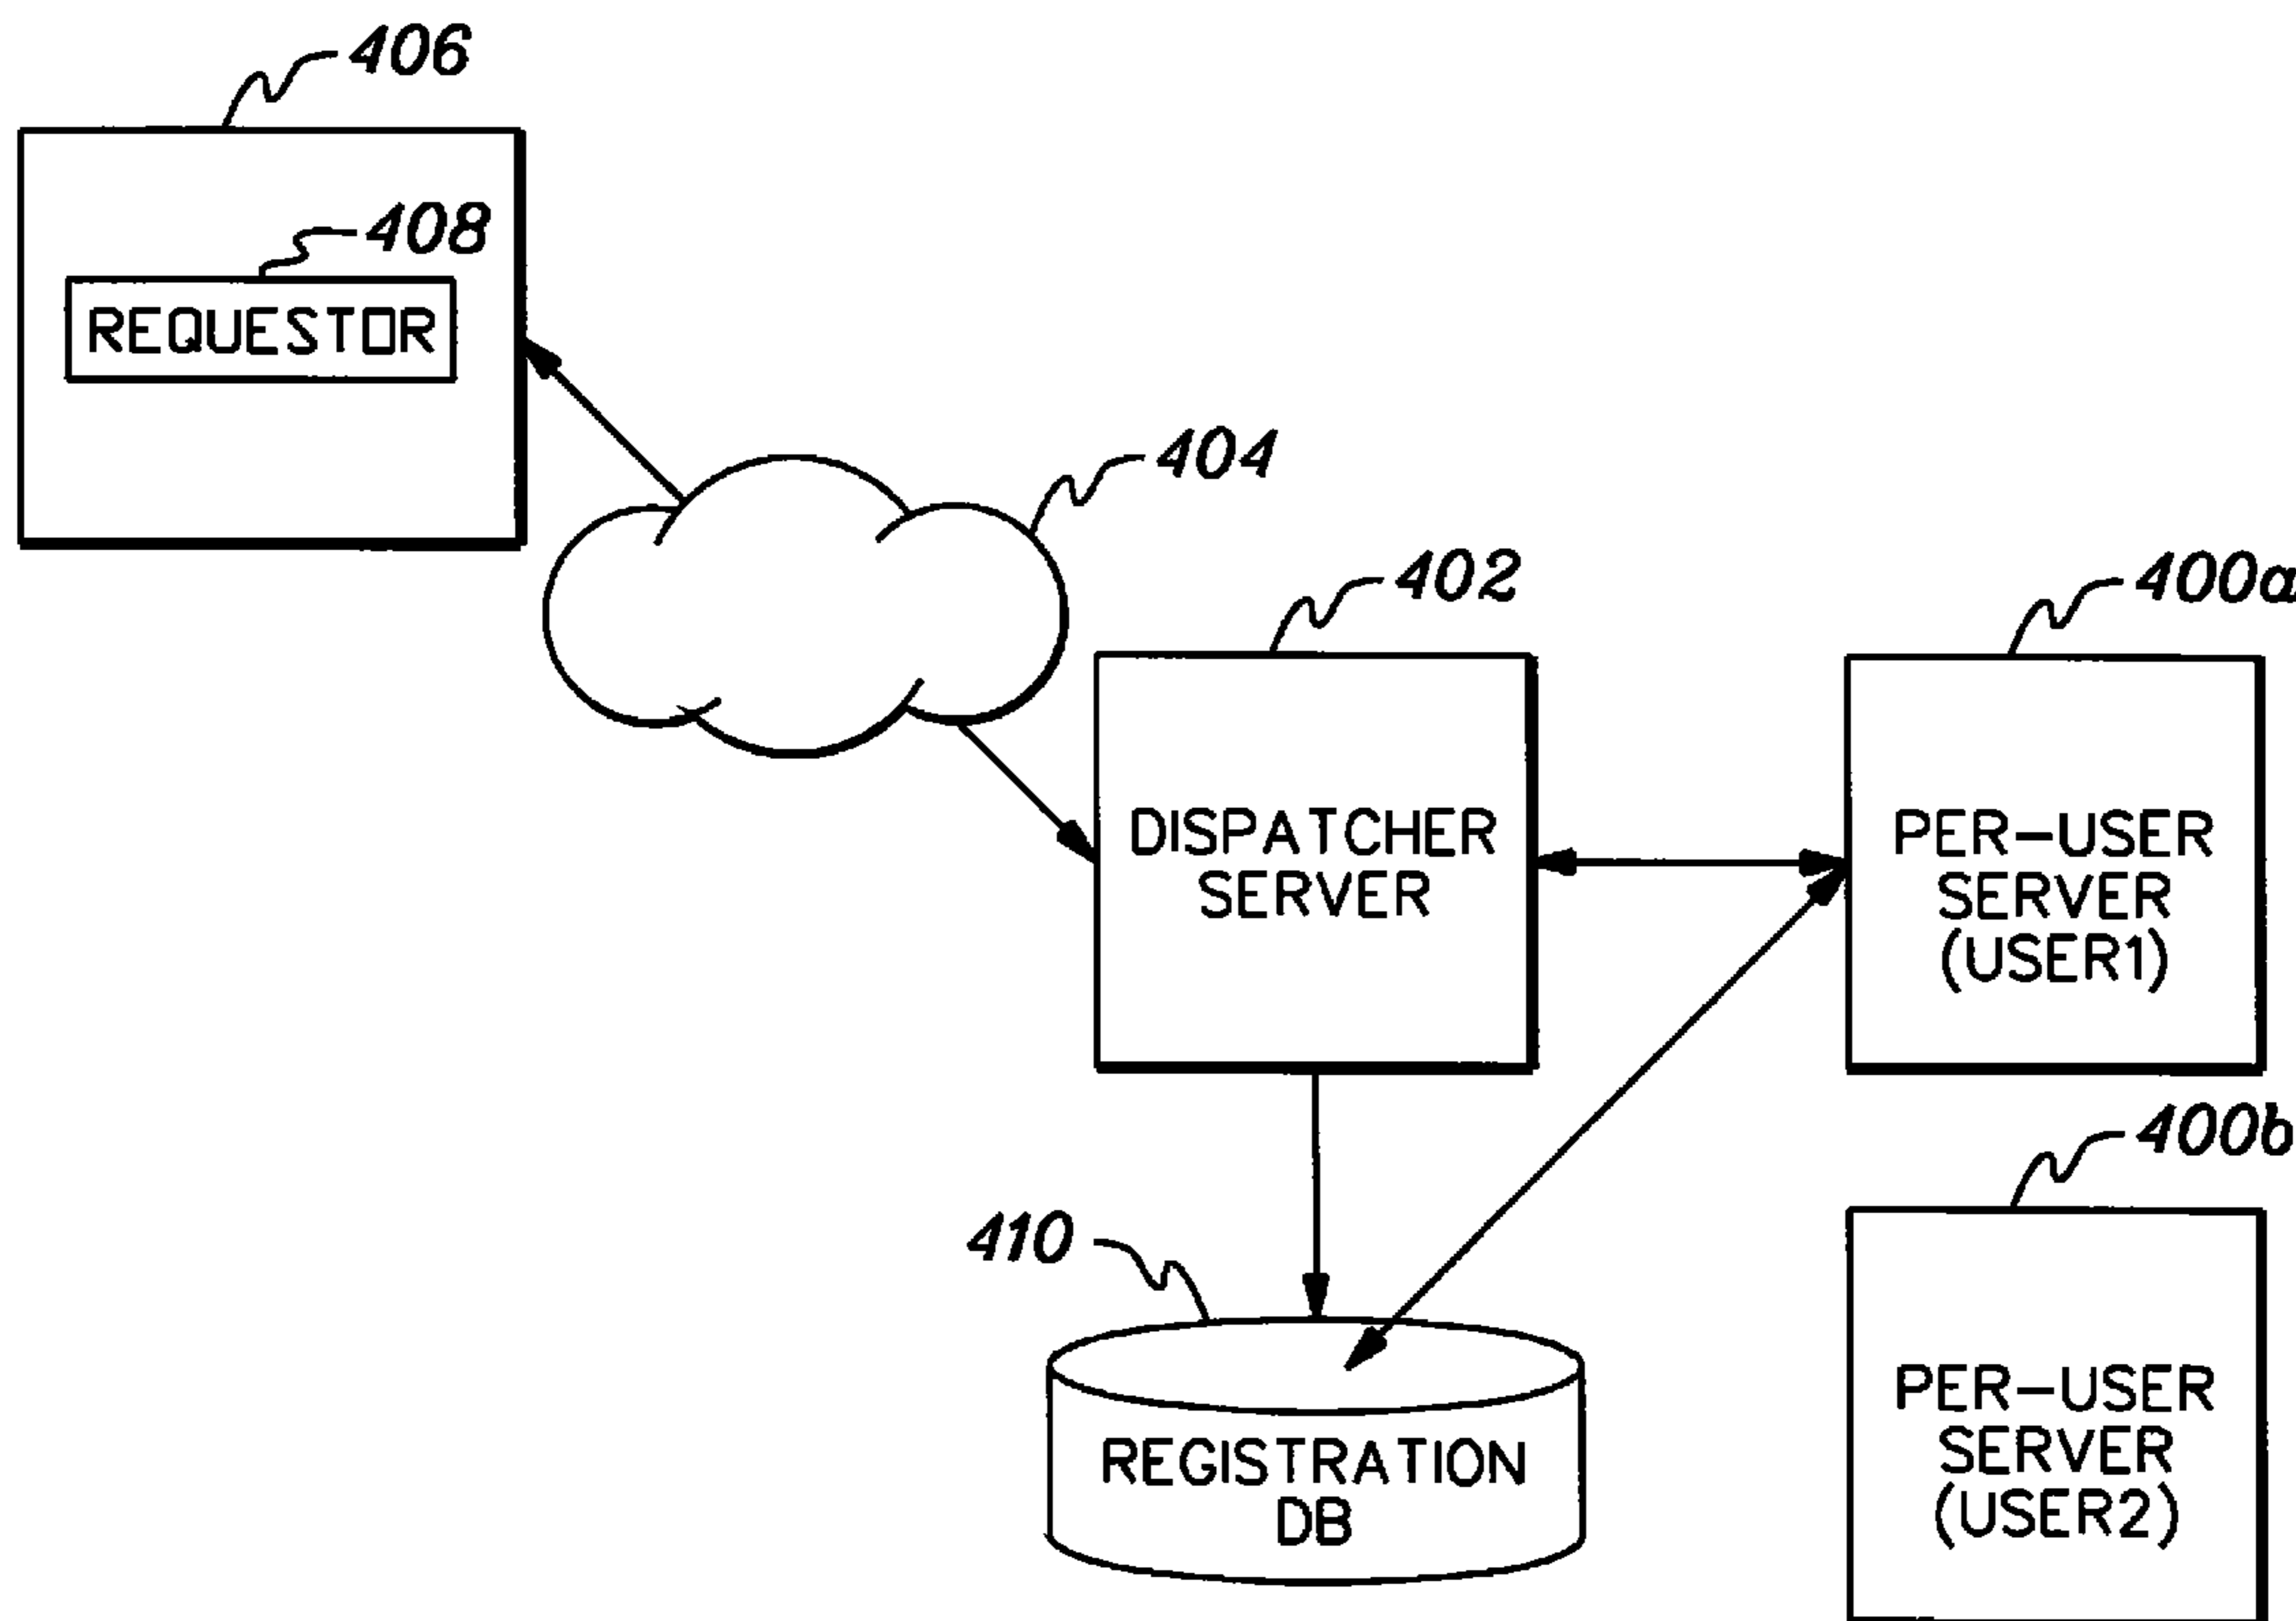 406
408
REQUESTOR
404
402
400a
DISPATCHER
SERVER
PER-USER
SERVER
(USER1)
400b
410
REGISTRATION
DB
PER-USER
SERVER
(USER2)